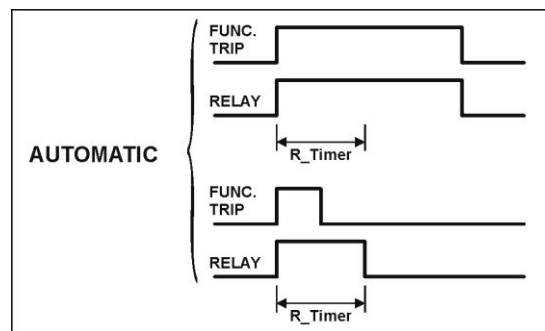 FUNC.
TRIP
RELAY
R_Timer
AUTOMATIC
FUNC.
TRIP
RELAY
R_Timer